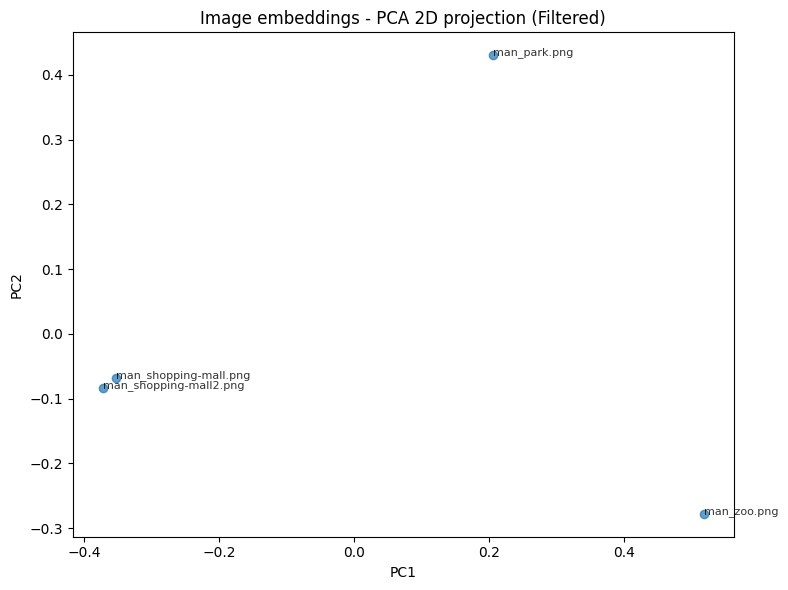 Image embeddings - PCA 2D projection (Filtered)
man_park.png
0.4
0.3
0.2
0.1
PC2
0.0
man_shopping-mall.png
man_shopping-mall2.png
−0.1
−0.2
man_zoo.png
−0.3
−0.4
−0.2
0.0
0.2
0.4
PC1